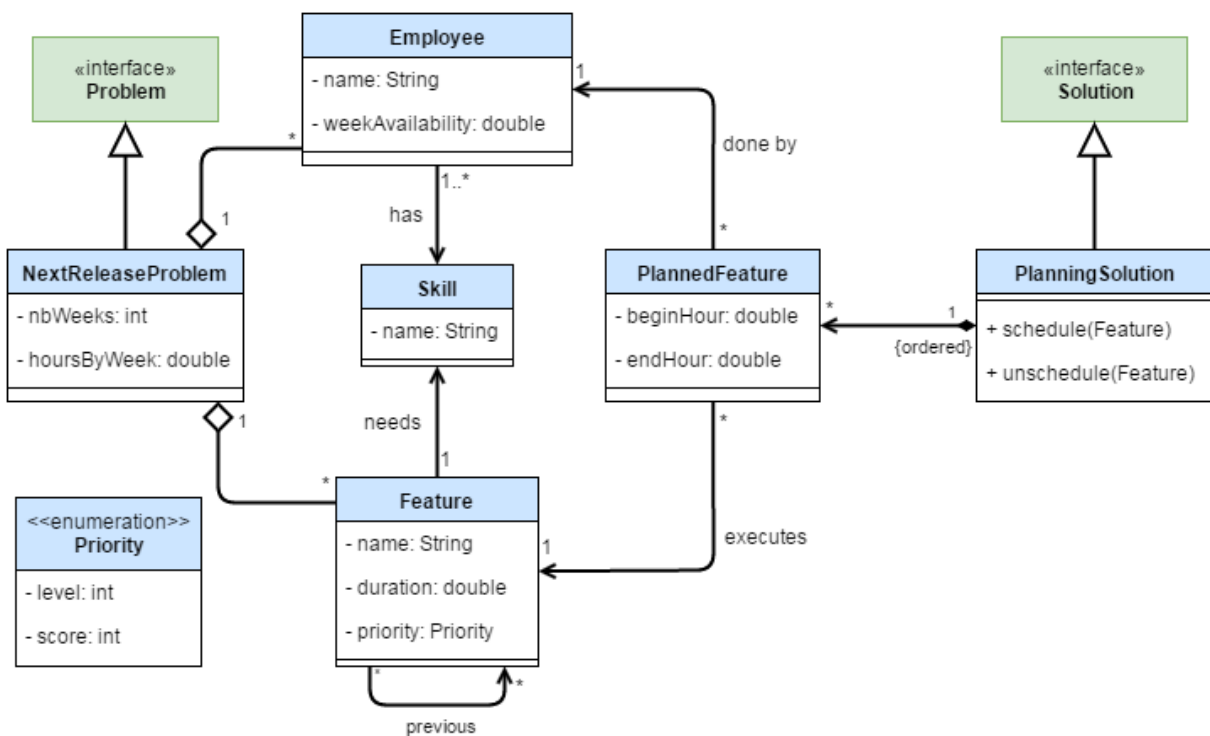 «interface»
Problem
Employee
- name: String
- weekAvailability: double
«interface»
Solution
1
done by
*
*
1
1..*
has
NextReleaseProblem
- nbWeeks: int
- hoursByWeek: double
Skill
- name: String
PlannedFeature
- beginHour: double
- endHour: double
*
*
1
{ordered}
PlanningSolution
+ schedule(Feature)
+ unschedule(Feature)
1
needs
1
*
*
executes
1
<<enumeration>>
Priority
- level: int
- score: int
Feature
- name: String
- duration: double
- priority: Priority
*
*
previous